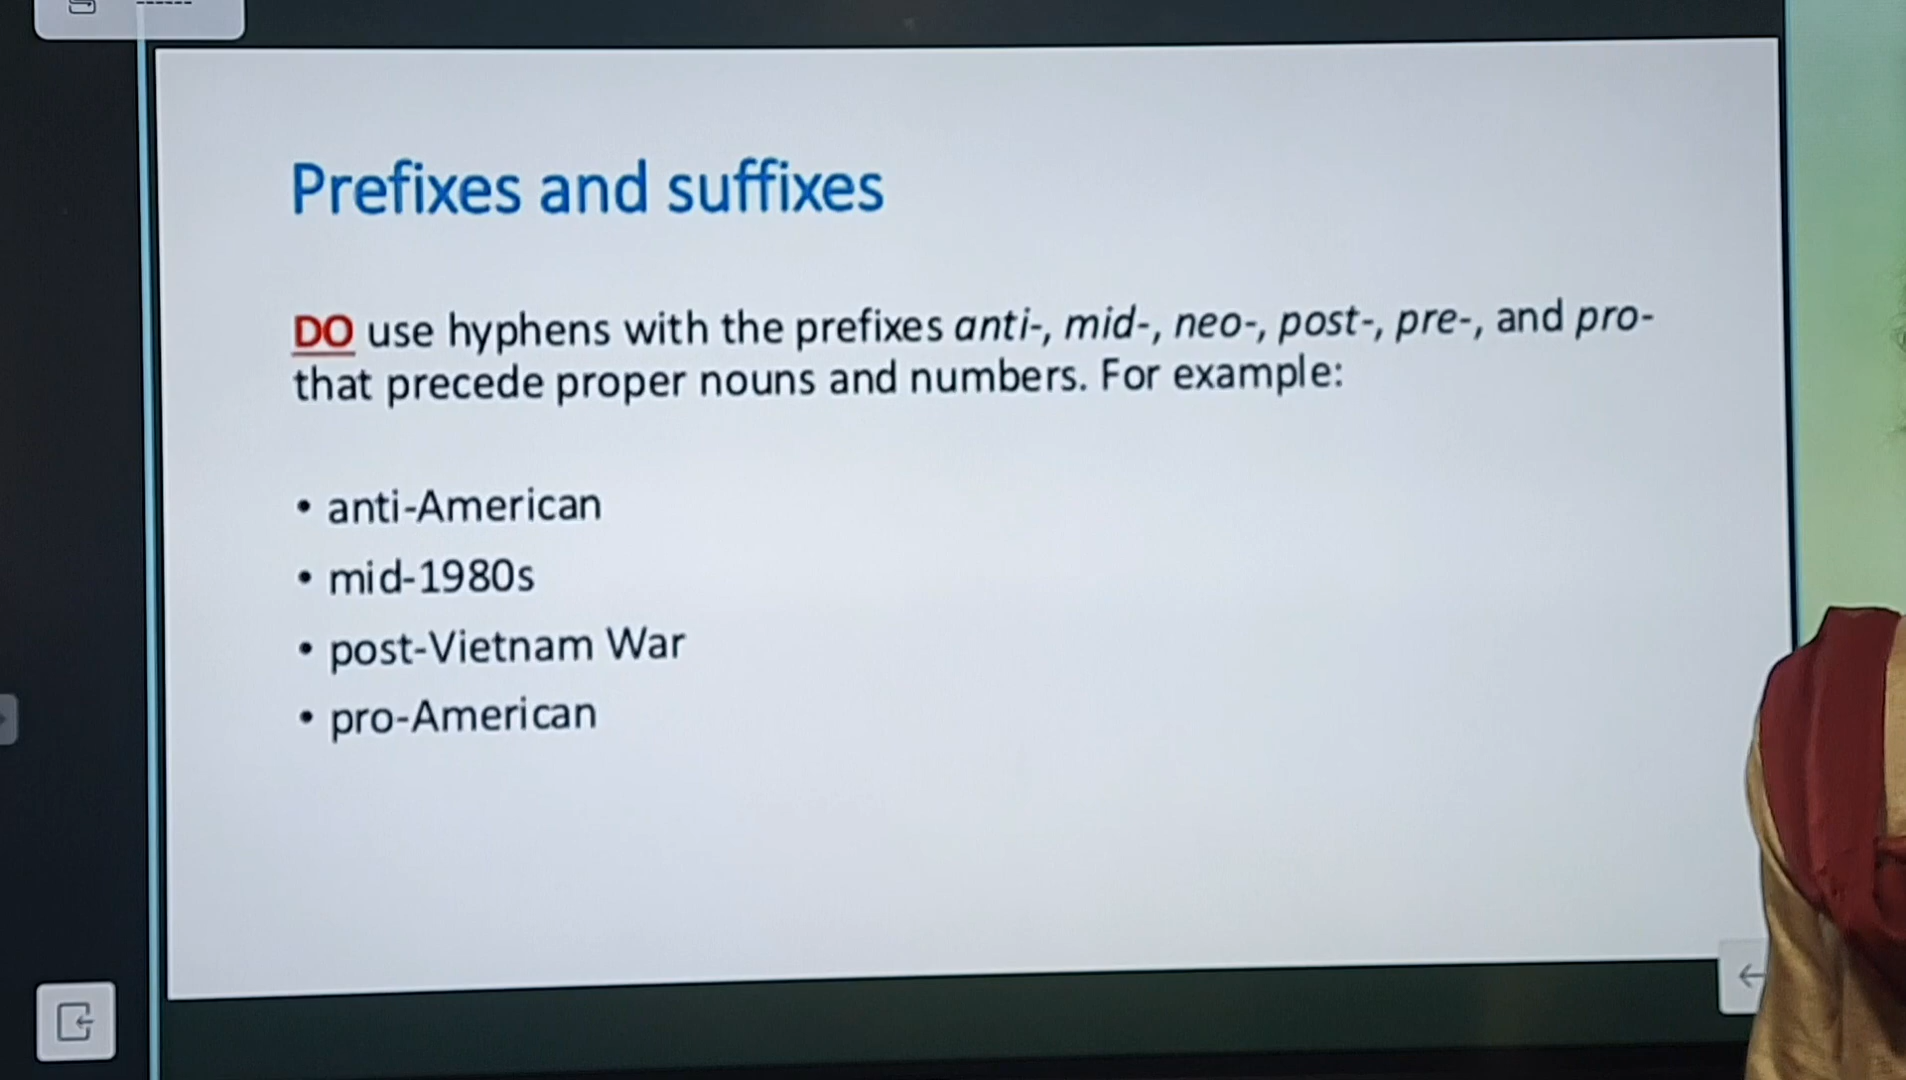 Prefixes and suffixes
DO use hyphens with the prefixes anti-, mid-, neo-, post-, pre-, and pro-
that precede proper nouns and numbers. For example:
• anti-American
• mid-1980s
• post-Vietnam War
• pro-American